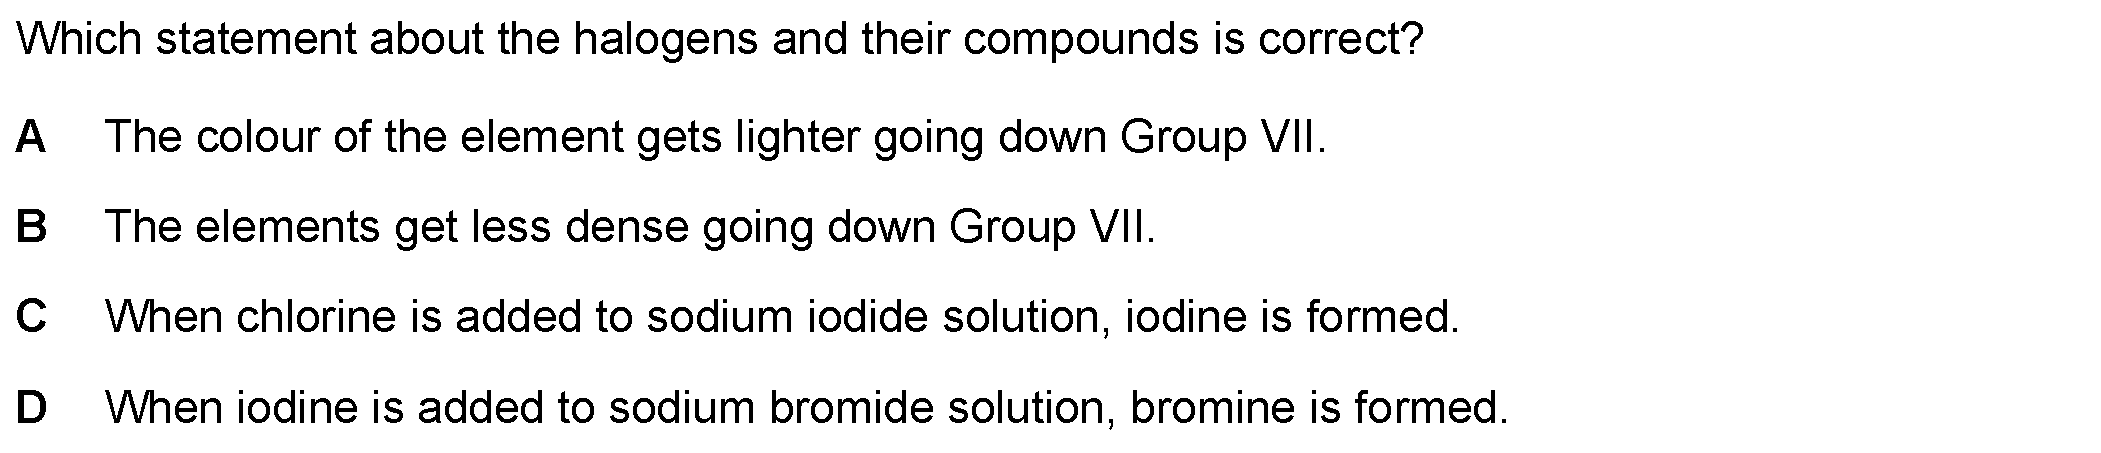 Which statement about the halogens and their compounds is correct?
A The colour of the element gets lighter going down Group VII.
B The elements get less dense going down Group VII.
C When chlorine is added to sodium iodide solution, iodine is formed.
D When iodine is added to sodium bromide solution, bromine is formed.